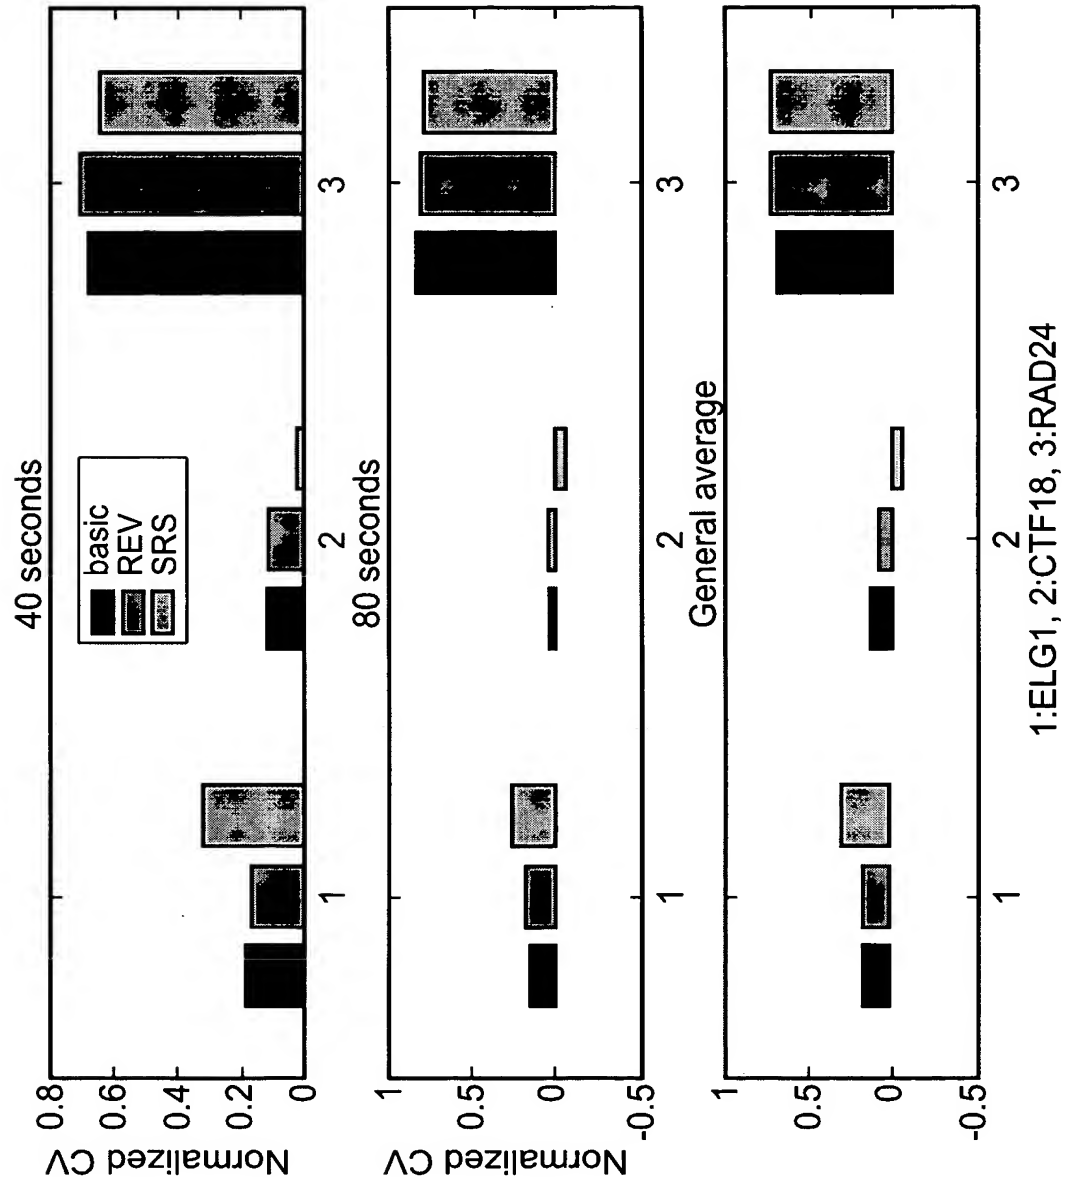 40 seconds
Normalized CV
0.8
0.6
0.4
0.2
0
basic
REV
SRS
1
2
3
80 seconds
Normalized CV
1
0.5
0
-0.5
1
2
3
General average
1
0.5
0
-0.5
1
2
3
1:ELG1, 2:CTF18, 3:RAD24